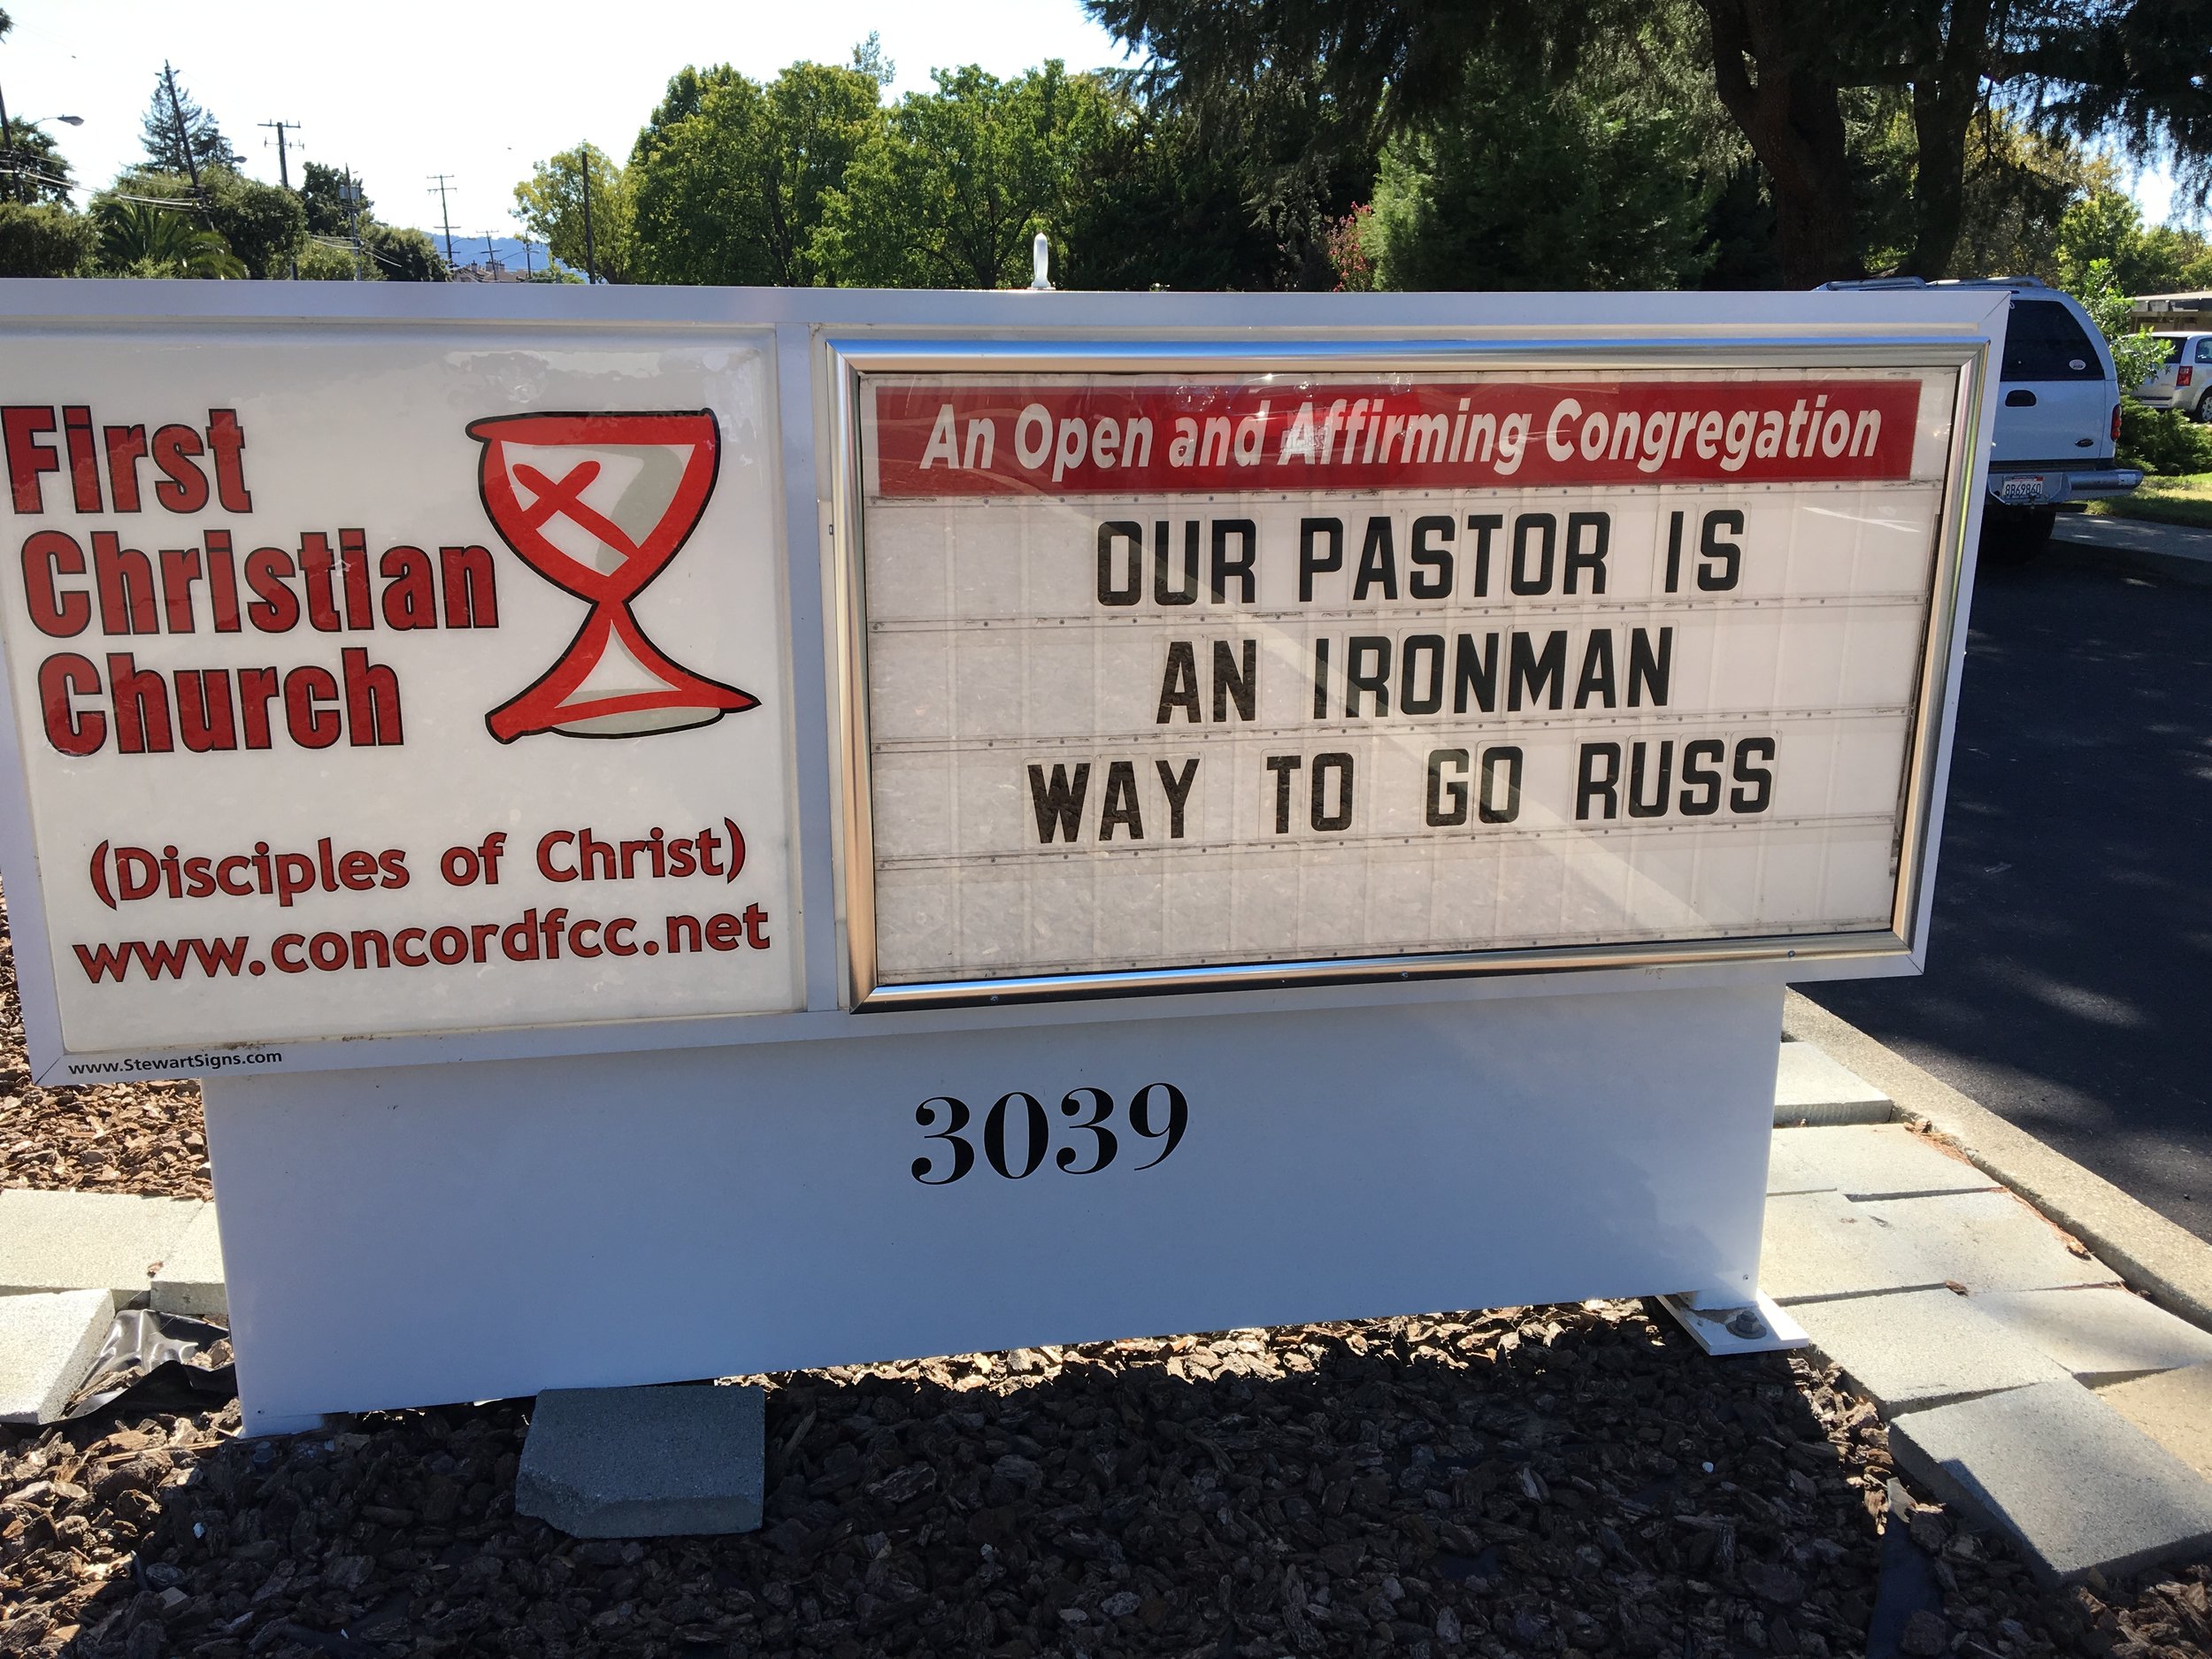 First
Christian
Church
(Disciples of Christ)
www.concordfcc.net
www.StewartSigns.com
An Open and Affirming Congregation
OUR PASTOR IS
AN IRONMAN
WAY TO GO RUSS
3039